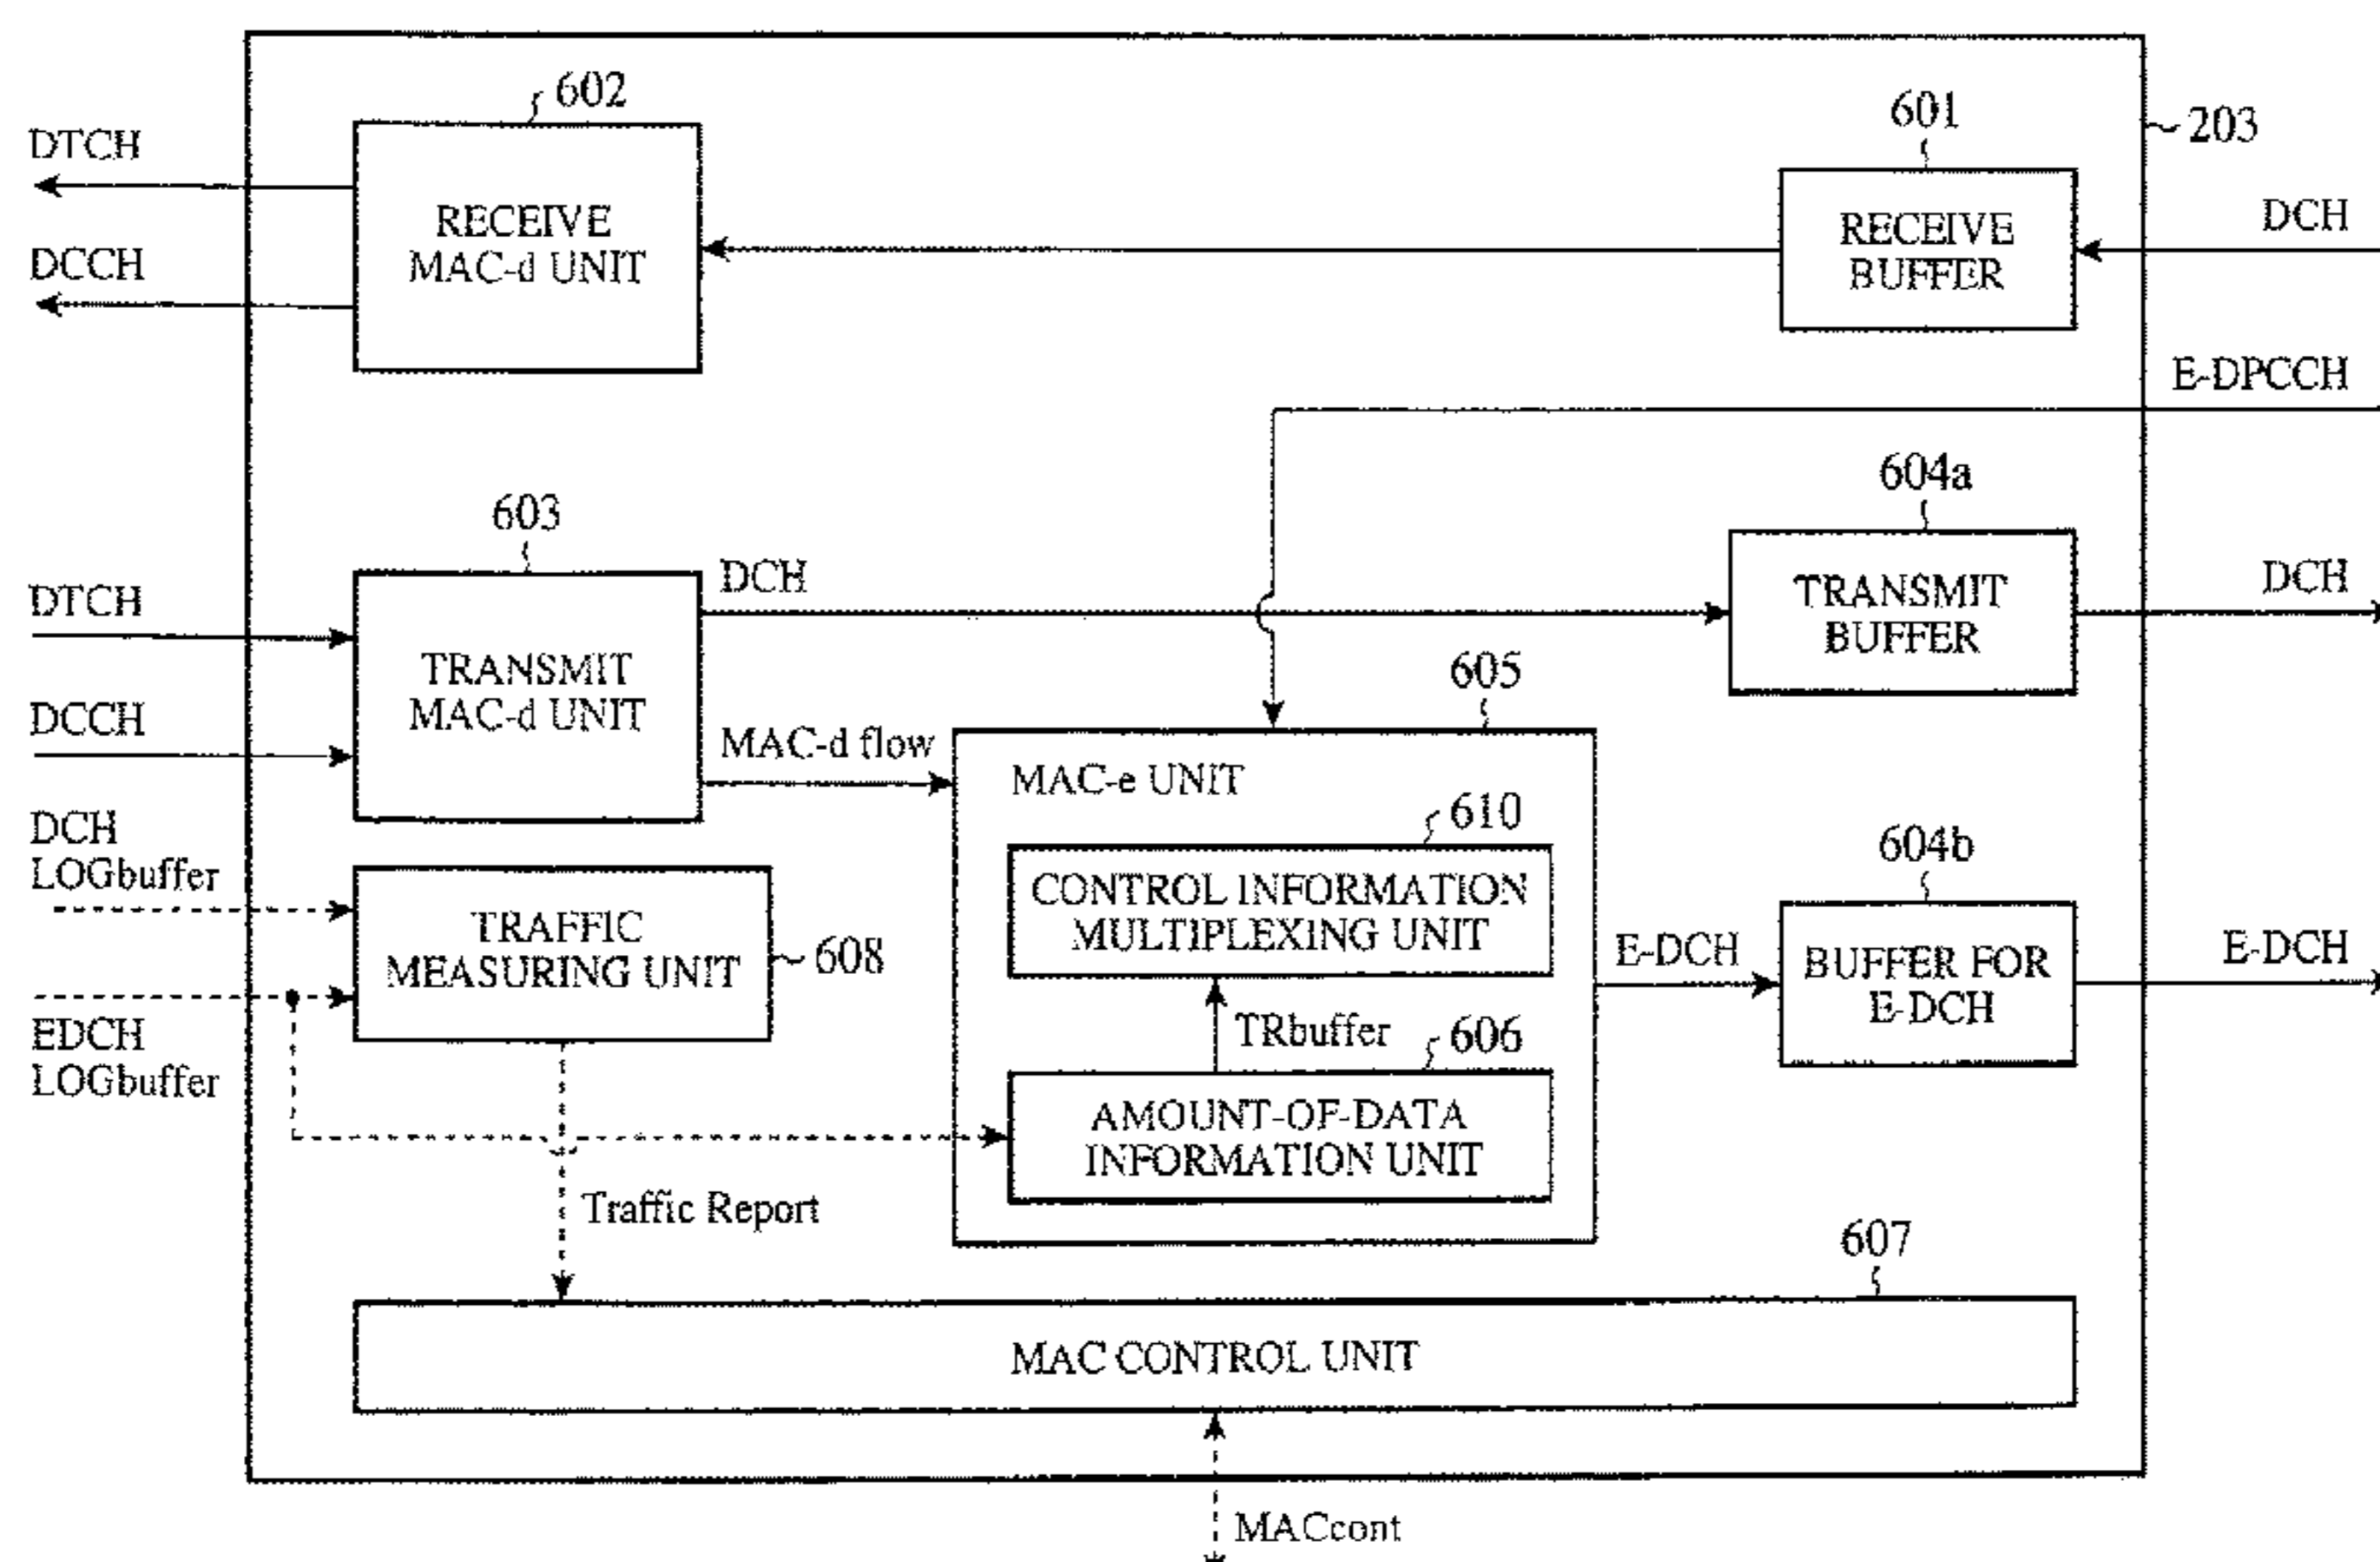 602
601
203
DTCH
RECEIVE
MAC-d UNIT
DCCH
RECEIVE
BUFFER
DCH
E-DPCCH
603
604a
DTCH
DCCH
TRANSMIT
MAC-d UNIT
DCH
TRANSMIT
BUFFER
DCH
MAC-d flow
605
MAC-e UNIT
610
CONTROL INFORMATION
MULTIPLEXING UNIT
604b
DCH
LOGbuffer
TRAFFIC
MEASURING UNIT
608
EDCH
LOGbuffer
E-DCH
BUFFER FOR
E-DCH
E-DCH
TRbuffer
606
AMOUNT-OF-DATA
INFORMATION UNIT
Traffic Report
607
MAC CONTROL UNIT
MACcont